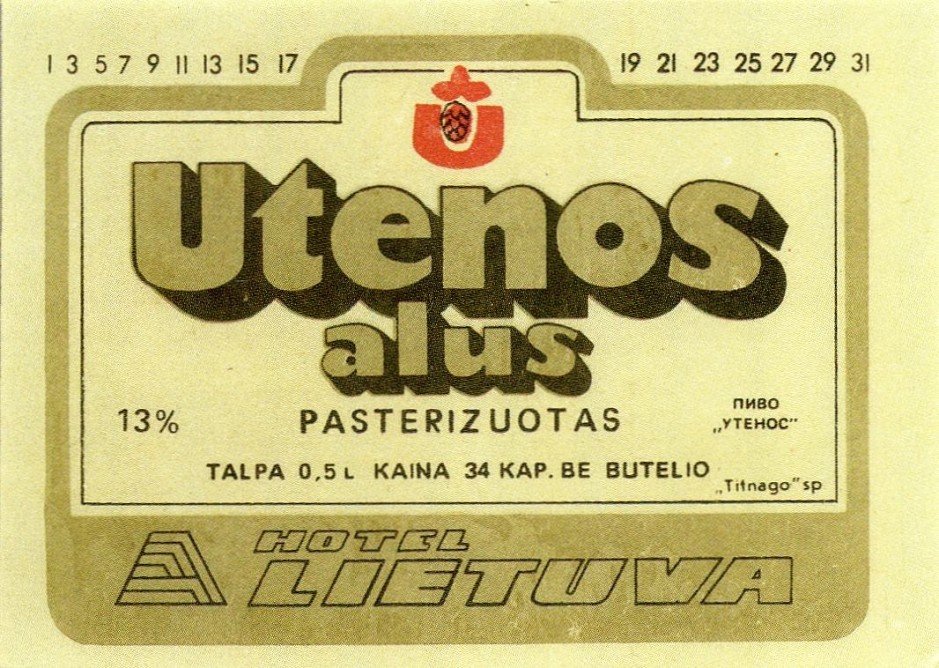 1 3 5 7 9 11 13 15 17 19 21 23 25 27 29 31
Utenos
alus
13% PASTERIZUOTAS ПИВО
„УТЕНОС”
TALPA 0,5 L KAINA 34 KAP. BE BUTELIO
„Titnago” sp
HOTEL
LIETUVA